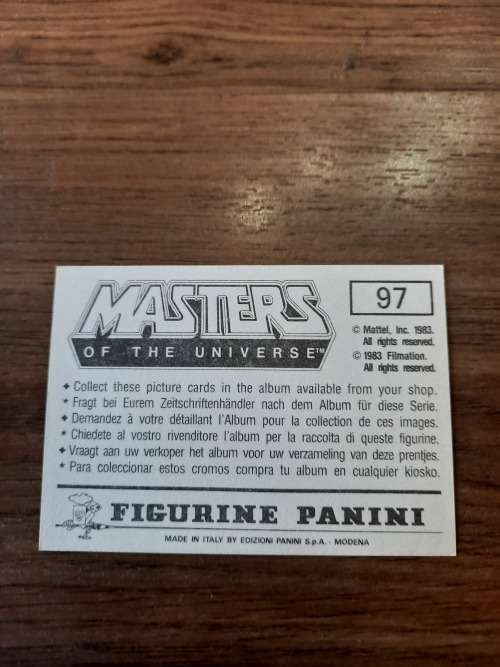 MASTERS
OF THE UNIVERSE™
97
© Mattel, Inc. 1983.
All rights reserved.
© 1983 Filmation.
All rights reserved.
Collect these picture cards in the album available from your shop.
* Fragt bei Eurem Zeitschriftenhändler nach dem Album für diese Serie.
Demandez à votre détaillant l'Album pour la collection de ces images.
* Chiedete al vostro rivenditore l'album per la raccolta di queste figurine.
Vraagt aan uw verkoper het album voor uw verzameling van deze prentjes.
* Para coleccionar estos cromos compra tu album en cualquier kiosko.
FIGURINE PANINI
MADE IN ITALY BY EDIZIONI PANINI S.p.A. - MODENA